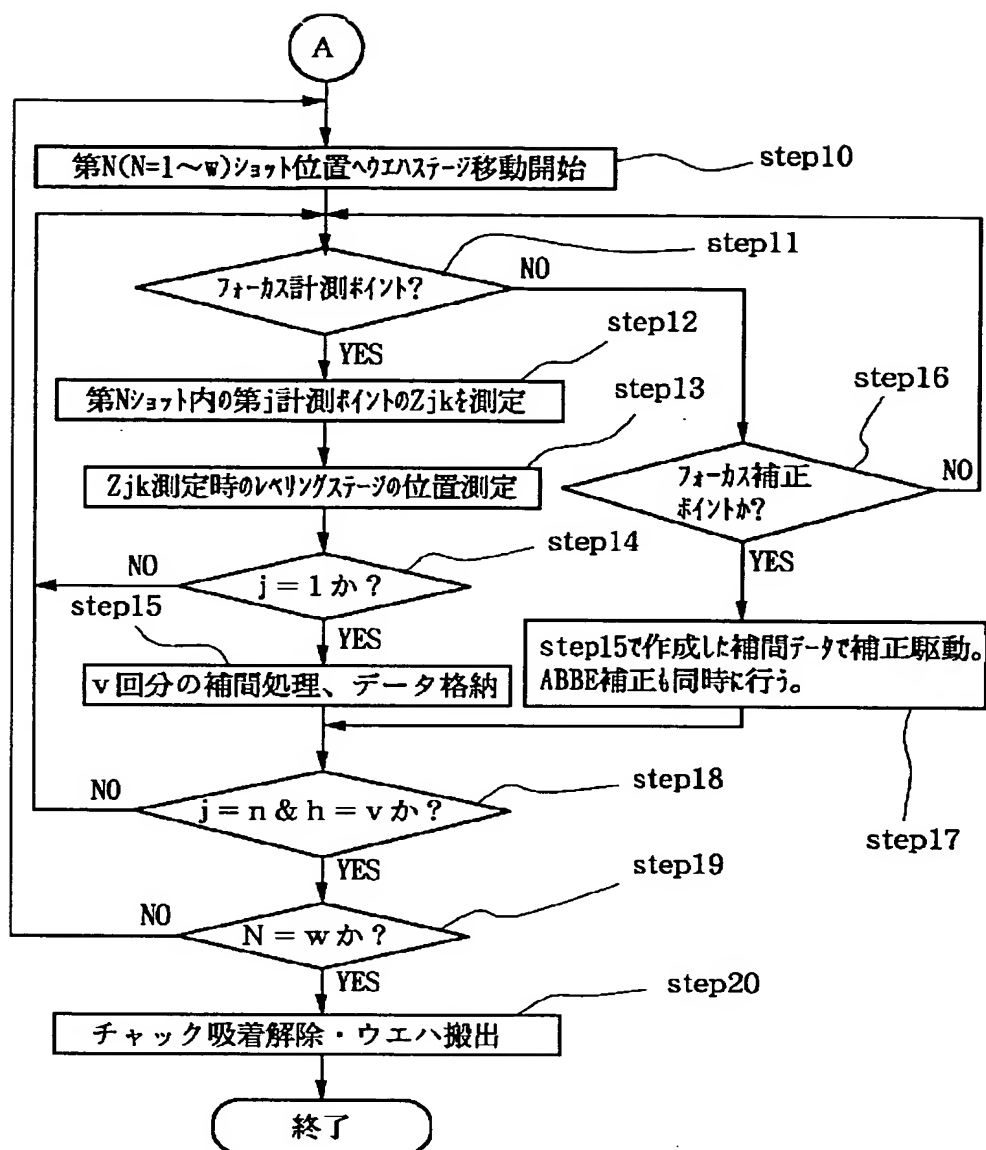 A
第N(N=1～w)ショット位置へウエハステージ移動開始
step10
step11
フォーカス計測ポイント?
NO
YES
step12
第Nショット内の第j計測ポイントのZjkを測定
step13
Zjk測定時のレベリングステージの位置測定
step16
フォーカス補正
ポイントか?
NO
YES
step14
j=1か?
NO
YES
step15
v回分の補間処理、データ格納
step15で作成した補間データで補正駆動。
ABBE補正も同時に行う。
step17
step18
j=n&h=vか?
NO
YES
step19
N=wか?
NO
YES
step20
チャック吸着解除・ウエハ搬出
終了